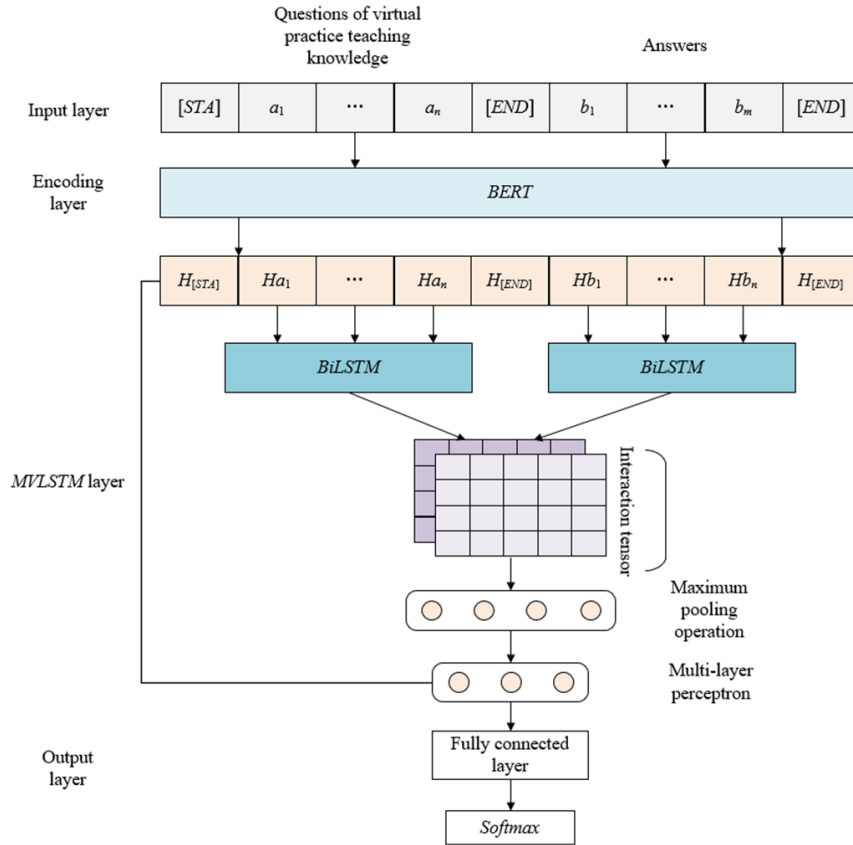 Questions of virtual
practice teaching
knowledge
Answers
Input layer
[STA] a1 ... an [END] b1 ... bm [END]
Encoding
layer
BERT
H[STA] Ha1 ... Han H[END] Hb1 ... Hbn H[END]
BiLSTM BiLSTM
MVLSTM layer
Interaction tensor
Maximum
pooling
operation
Multi-layer
perceptron
Output
layer
Fully connected
layer
Softmax